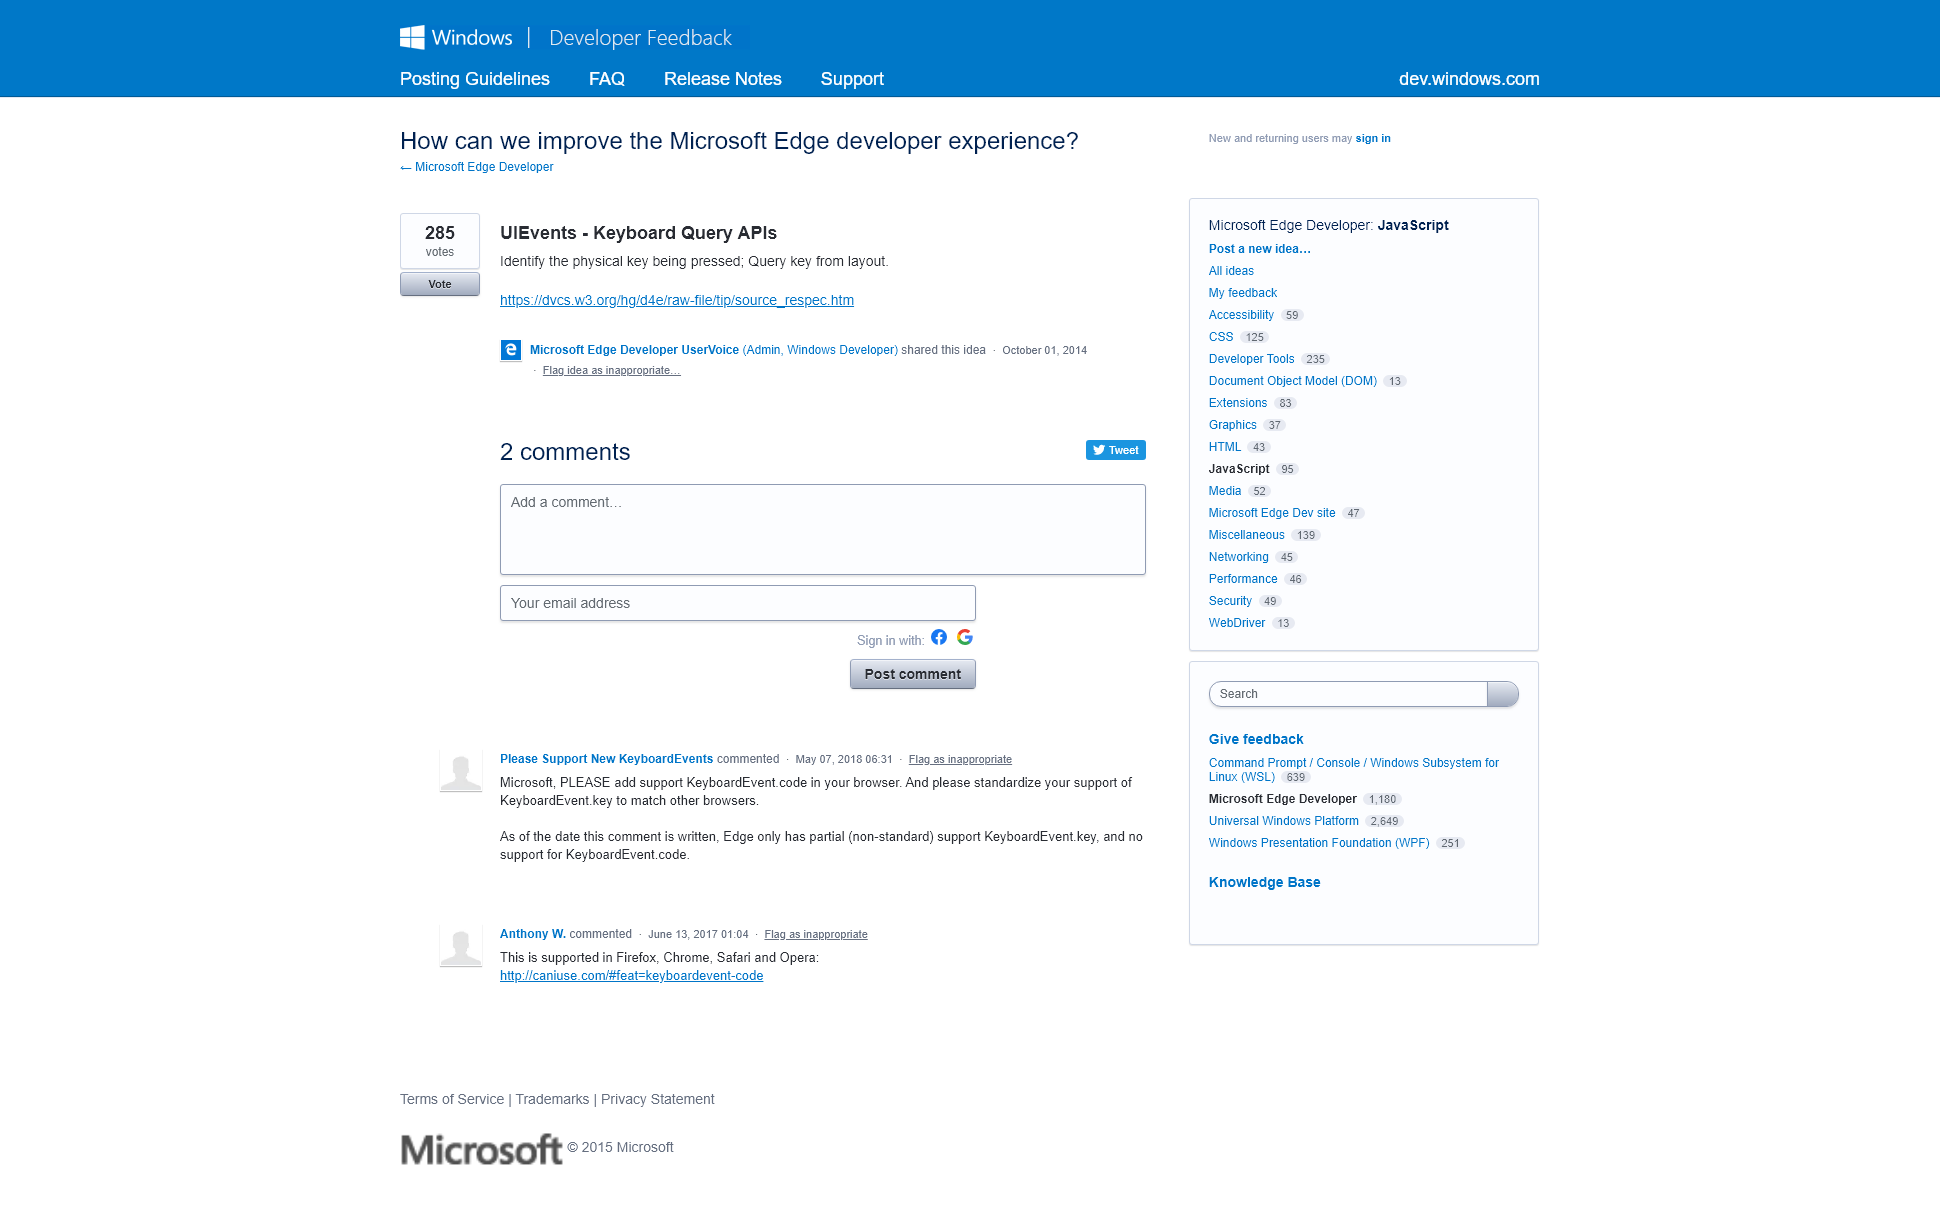 Windows | Developer Feedback
Posting Guidelines FAQ Release Notes Support dev.windows.com
How can we improve the Microsoft Edge developer experience?
← Microsoft Edge Developer
New and returning users may sign in
285
votes
Vote
UIEvents - Keyboard Query APIs
Identify the physical key being pressed; Query key from layout.
https://dvcs.w3.org/hg/d4e/raw-file/tip/source_respec.htm
Microsoft Edge Developer UserVoice (Admin, Windows Developer) shared this idea · October 01, 2014
· Flag idea as inappropriate…
2 comments
Tweet
Add a comment…
Your email address
Sign in with:
Post comment
Please Support New KeyboardEvents commented · May 07, 2018 06:31 · Flag as inappropriate
Microsoft, PLEASE add support KeyboardEvent.code in your browser. And please standardize your support of
KeyboardEvent.key to match other browsers.
As of the date this comment is written, Edge only has partial (non-standard) support KeyboardEvent.key, and no
support for KeyboardEvent.code.
Anthony W. commented · June 13, 2017 01:04 · Flag as inappropriate
This is supported in Firefox, Chrome, Safari and Opera:
http://caniuse.com/#feat=keyboardevent-code
Microsoft Edge Developer: JavaScript
Post a new idea…
All ideas
My feedback
Accessibility 59
CSS 125
Developer Tools 235
Document Object Model (DOM) 13
Extensions 83
Graphics 37
HTML 43
JavaScript 95
Media 52
Microsoft Edge Dev site 47
Miscellaneous 139
Networking 45
Performance 46
Security 49
WebDriver 13
Search
Give feedback
Command Prompt / Console / Windows Subsystem for
Linux (WSL) 639
Microsoft Edge Developer 1,180
Universal Windows Platform 2,649
Windows Presentation Foundation (WPF) 251
Knowledge Base
Terms of Service | Trademarks | Privacy Statement
Microsoft © 2015 Microsoft